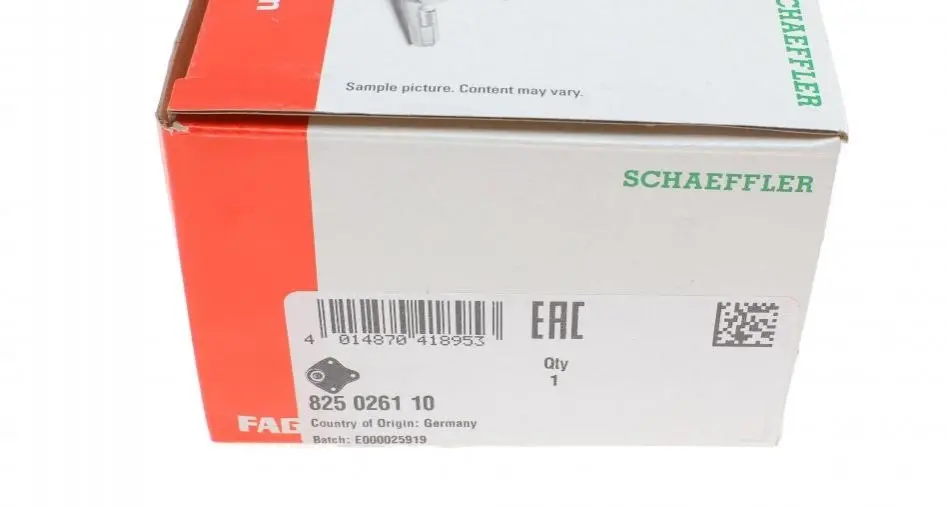 n
Sample picture. Content may vary.
SCHAEFFLER
SCHAEFFLER
EAC
4 014870 418953
Qty
1
825 0261 10
FAG
Country of Origin: Germany
Batch: E000025919